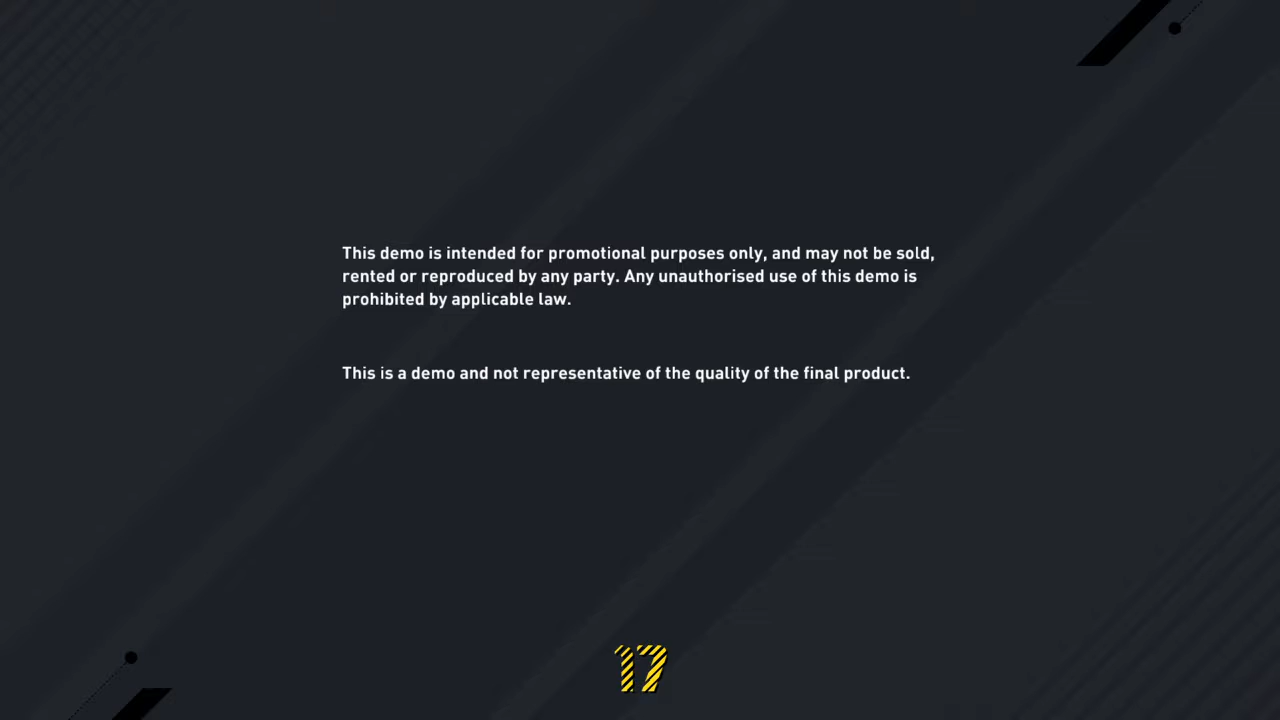 This demo is intended for promotional purposes only, and may not be sold,
rented or reproduced by any party. Any unauthorised use of this demo is
prohibited by applicable law.
This is a demo and not representative of the quality of the final product.
17